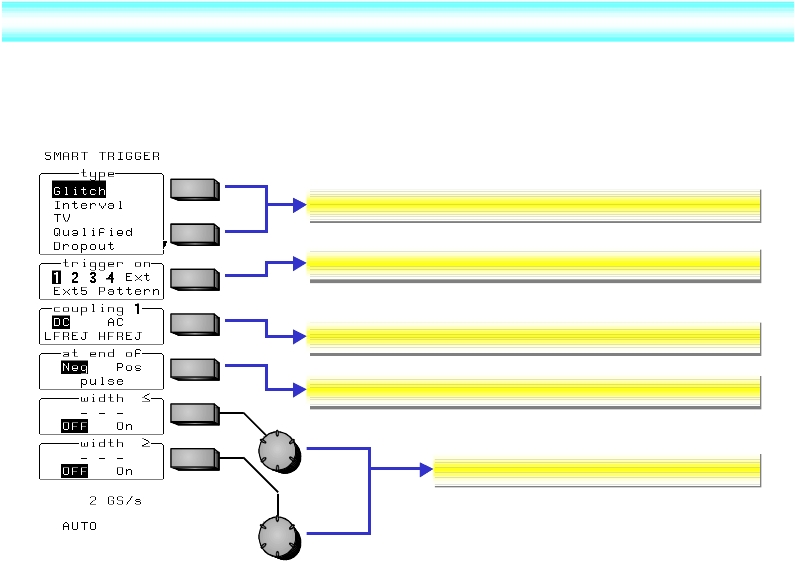 SMART TRIGGER
type
Glitch
Interval
TV
Qualified
Dropout
trigger on
1 2 3 4 Ext
Ext5 Pattern
coupling 1
DC AC
LFREJ HFREJ
at end of
Neg Pos
pulse
width ≤
- - -
OFF On
width ≥
- - -
OFF On
2 GS/s
AUTO